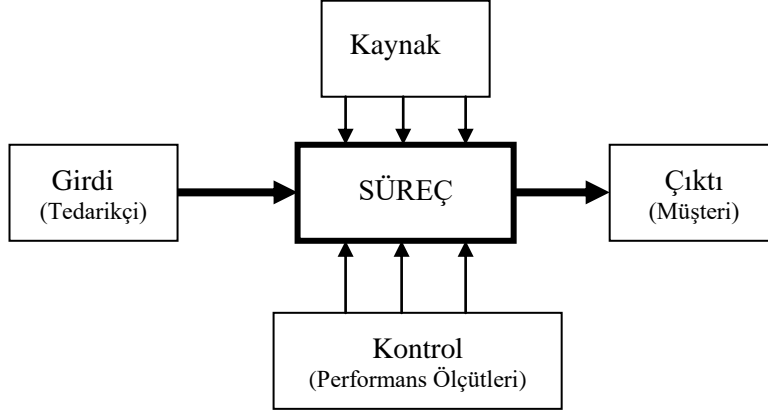 Kaynak
Girdi
(Tedarikçi)
SÜREÇ
Çıktı
(Müşteri)
Kontrol
(Performans Ölçütleri)